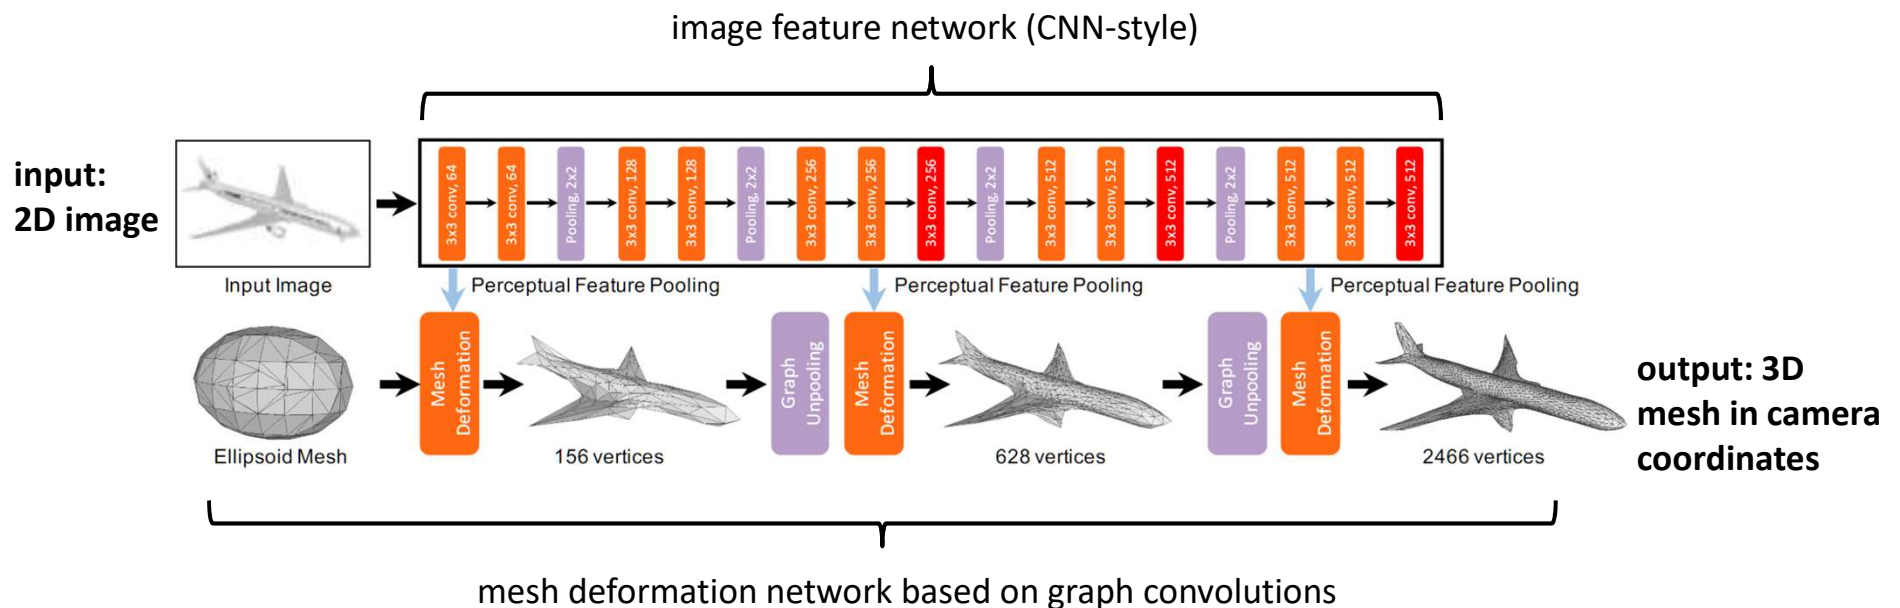 image feature network (CNN-style)
input:
2D image
3x3 conv, 64
3x3 conv, 64
Pooling, 2x2
3x3 conv, 128
3x3 conv, 128
Pooling, 2x2
3x3 conv, 256
3x3 conv, 256
3x3 conv, 256
Pooling, 2x2
3x3 conv, 512
3x3 conv, 512
3x3 conv, 512
Pooling, 2x2
3x3 conv, 512
3x3 conv, 512
3x3 conv, 512
Input Image
Perceptual Feature Pooling
Perceptual Feature Pooling
Perceptual Feature Pooling
Mesh
Deformation
Graph
Unpooling
Mesh
Deformation
Graph
Unpooling
Mesh
Deformation
output: 3D
mesh in camera
coordinates
Ellipsoid Mesh
156 vertices
628 vertices
2466 vertices
mesh deformation network based on graph convolutions